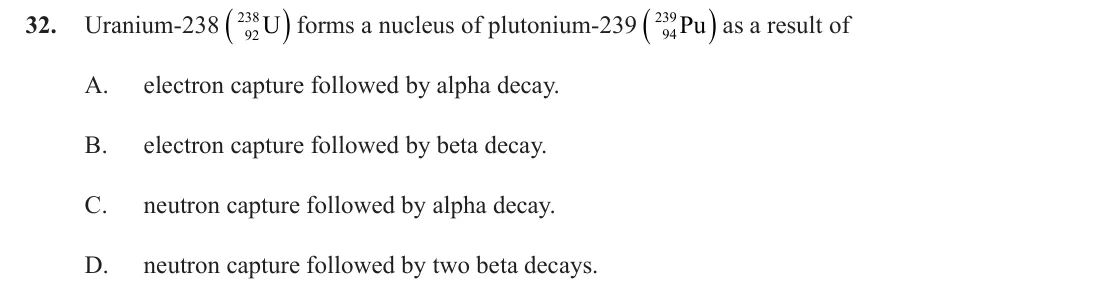 32. Uranium-238 (²³⁸₉₂U) forms a nucleus of plutonium-239 (²³⁹₉₄Pu) as a result of
A. electron capture followed by alpha decay.
B. electron capture followed by beta decay.
C. neutron capture followed by alpha decay.
D. neutron capture followed by two beta decays.